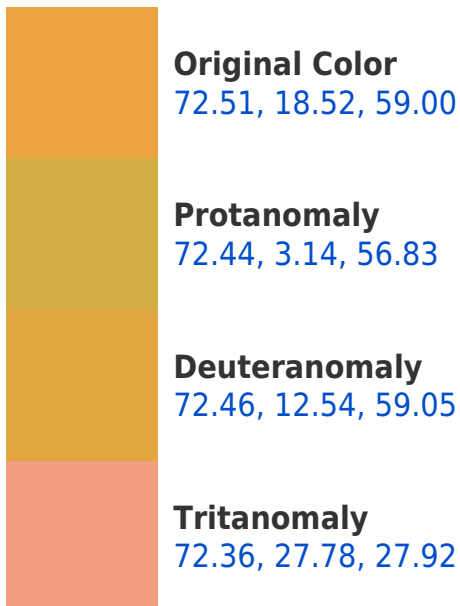 Original Color
72.51, 18.52, 59.00
Protanomaly
72.44, 3.14, 56.83
Deuteranomaly
72.46, 12.54, 59.05
Tritanomaly
72.36, 27.78, 27.92